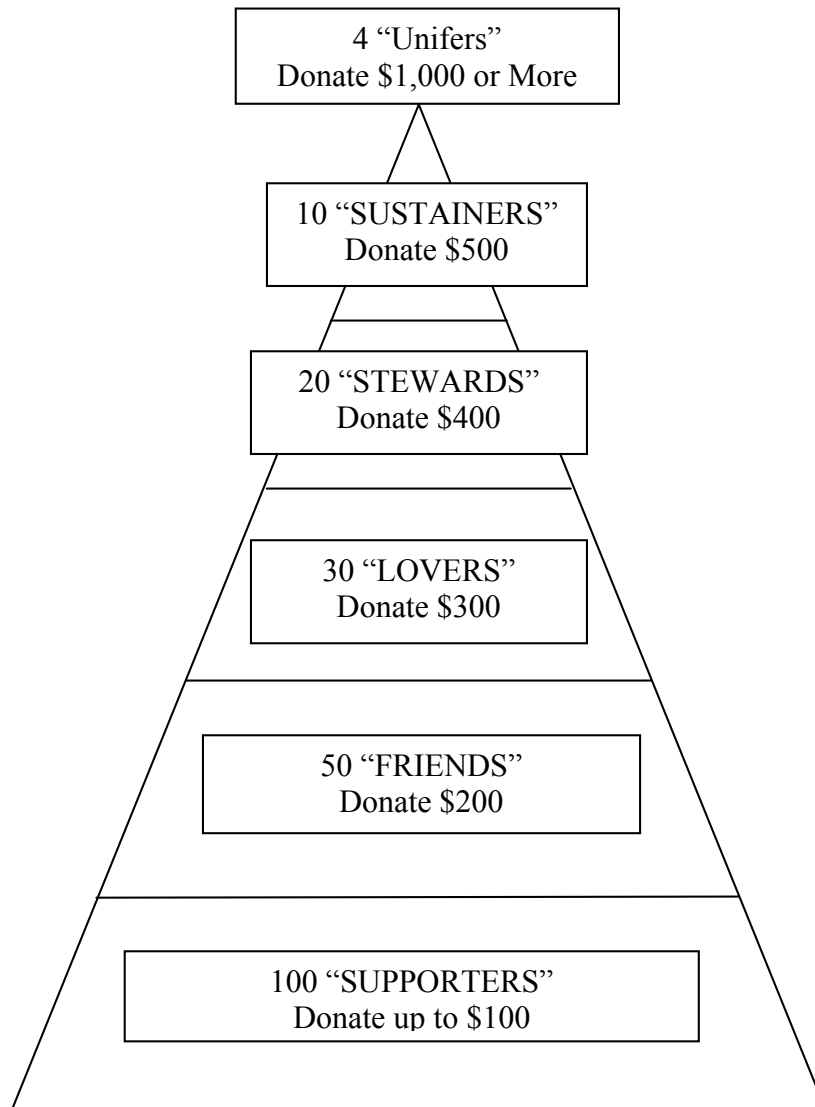 4 “Unifers”
Donate $1,000 or More
10 “SUSTAINERS”
Donate $500
20 “STEWARDS”
Donate $400
30 “LOVERS”
Donate $300
50 “FRIENDS”
Donate $200
100 “SUPPORTERS”
Donate up to $100